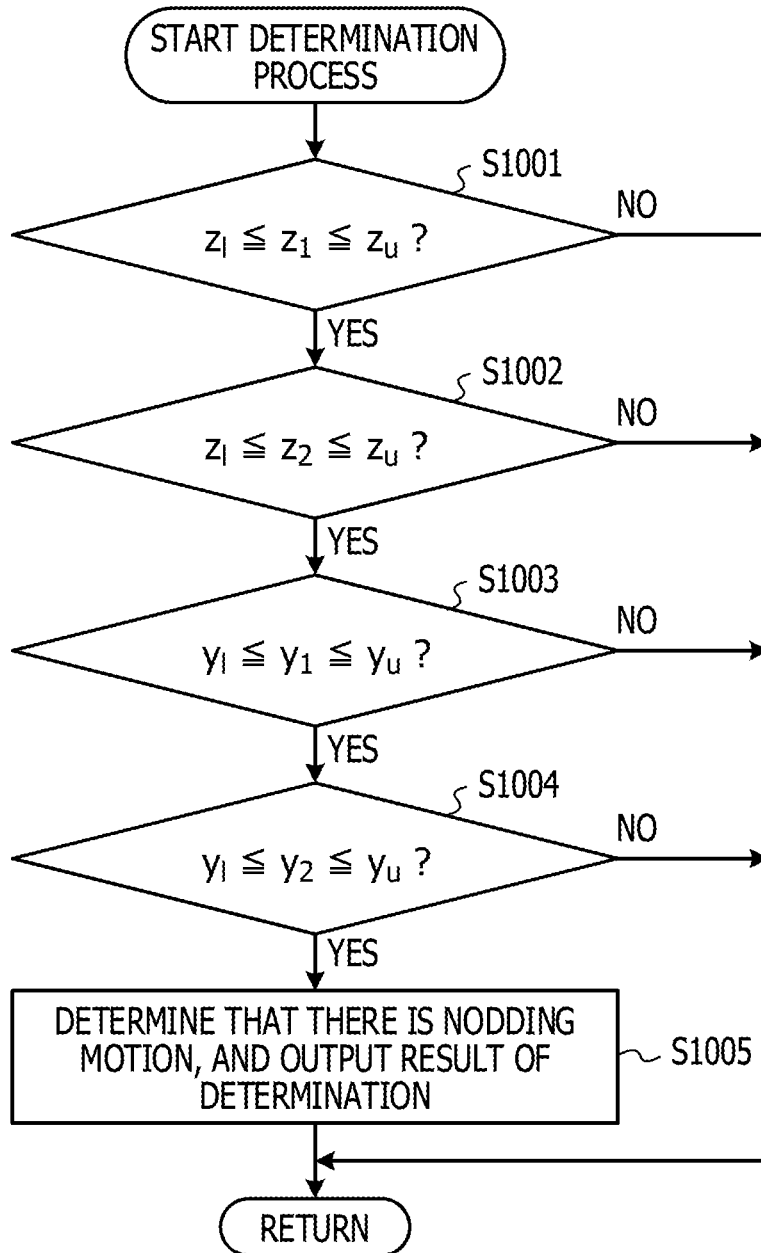 START DETERMINATION
PROCESS
S1001
z_l ≦ z_1 ≦ z_u ?
NO
YES
S1002
z_l ≦ z_2 ≦ z_u ?
NO
YES
S1003
y_l ≦ y_1 ≦ y_u ?
NO
YES
S1004
y_l ≦ y_2 ≦ y_u ?
NO
YES
DETERMINE THAT THERE IS NODDING
MOTION, AND OUTPUT RESULT OF
DETERMINATION
S1005
RETURN